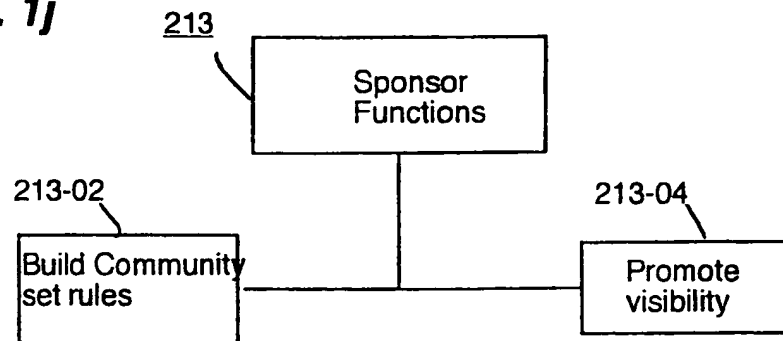 . 1j
213
Sponsor
Functions
213-02
213-04
Build Community
set rules
Promote
visibility